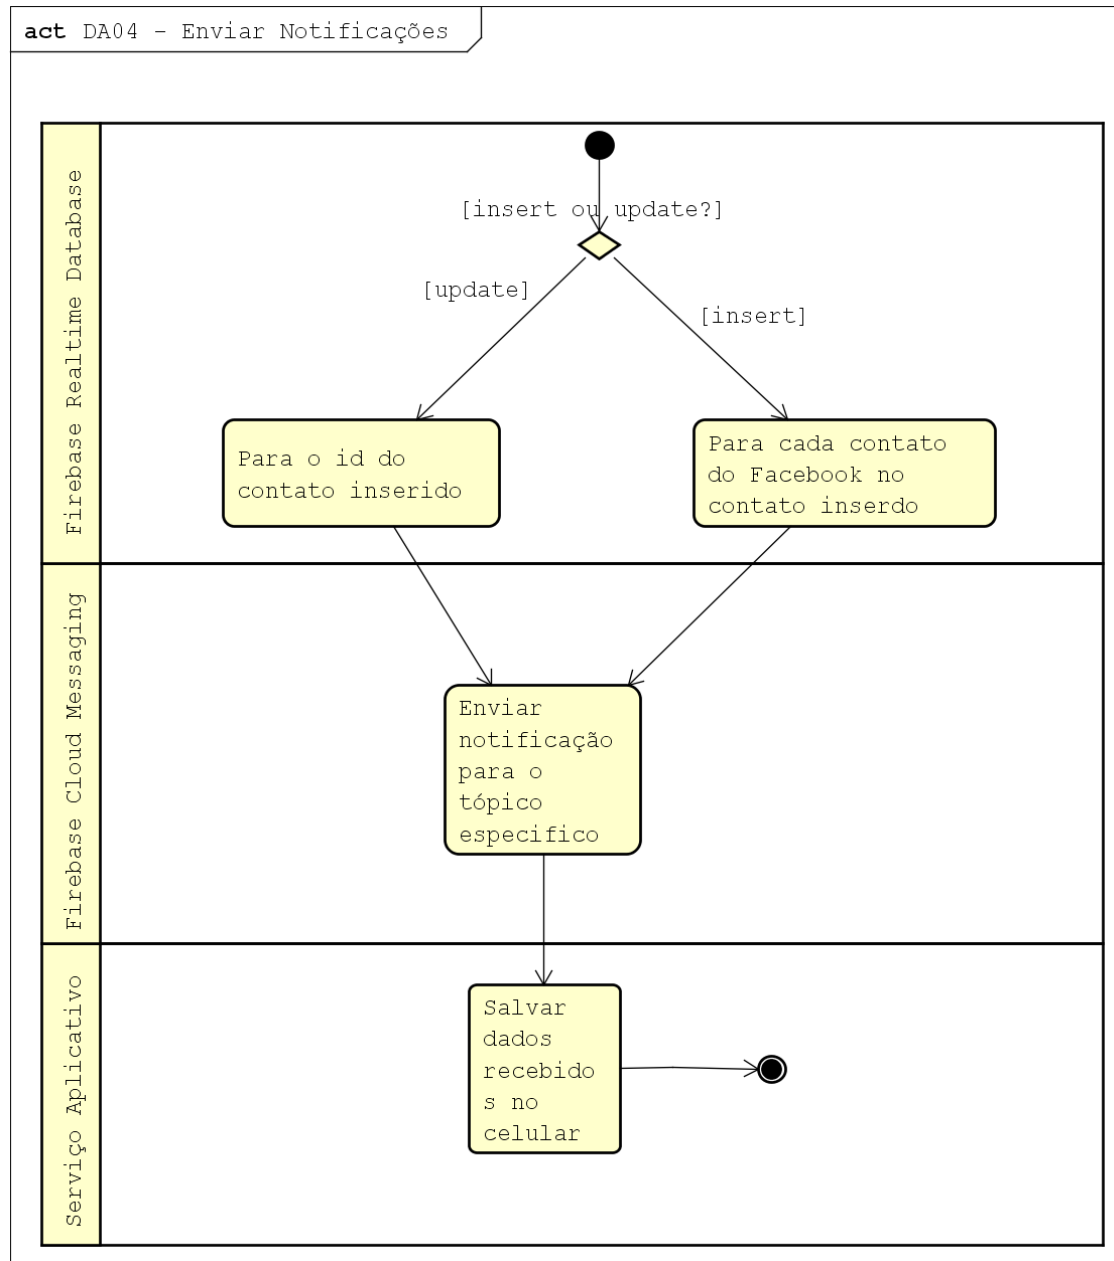 act DA04 - Enviar Notificações
Firebase Realtime Database
[insert ou update?]
[update]
[insert]
Para o id do
contato inserido
Para cada contato
do Facebook no
contato inserdo
Firebase Cloud Messaging
Enviar
notificação
para o
tópico
especifico
Serviço Aplicativo
Salvar
dados
recebido
s no
celular